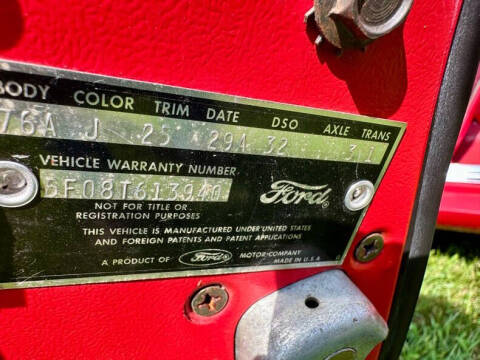 BODY COLOR TRIM DATE DSO AXLE TRANS
76A J 25 29A 32 3 1
VEHICLE WARRANTY NUMBER
5F08T613940
Ford
NOT FOR TITLE OR
REGISTRATION PURPOSES
THIS VEHICLE IS MANUFACTURED UNDER UNITED STATES
AND FOREIGN PATENTS AND PATENT APPLICATIONS
A PRODUCT OF Ford MOTOR COMPANY
MADE IN U.S.A